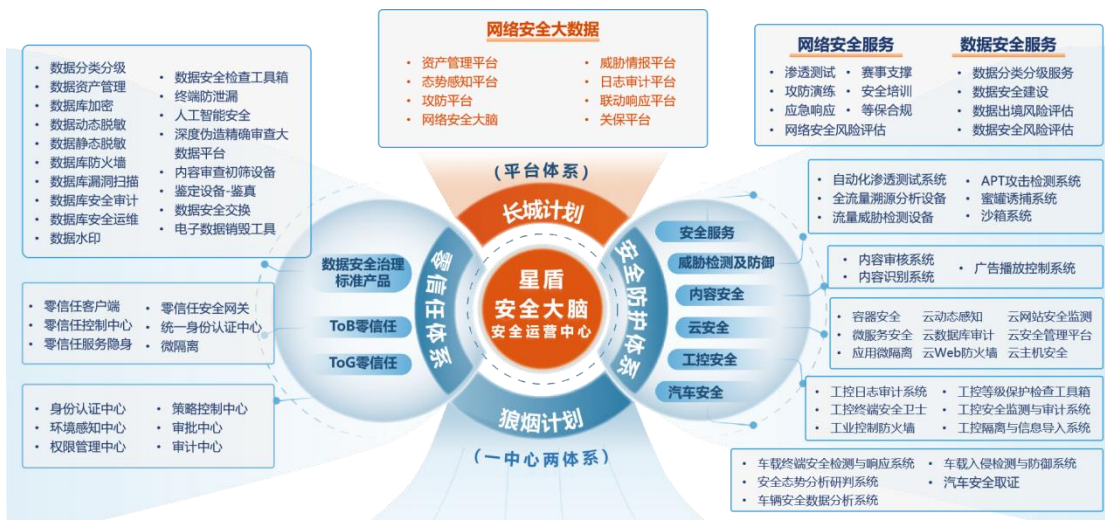 网络安全大数据
• 资产管理平台
• 态势感知平台
• 攻防平台
• 网络安全大脑
• 威胁情报平台
• 日志审计平台
• 联动响应平台
• 关保平台
网络安全服务
• 渗透测试 • 赛事支撑
• 攻防演练 • 安全培训
• 应急响应 • 等保合规
• 网络安全风险评估
数据安全服务
• 数据分类分级服务
• 数据安全建设
• 数据出境风险评估
• 数据安全风险评估
• 数据分类分级
• 数据资产管理
• 数据库加密
• 数据动态脱敏
• 数据静态脱敏
• 数据库防火墙
• 数据库漏洞扫描
• 数据库安全审计
• 数据库安全运维
• 数据水印
• 数据安全检查工具箱
• 终端防泄漏
• 人工智能安全
• 深度伪造精确审查大
数据平台
• 内容审查初筛设备
• 鉴定设备-鉴真
• 数据安全交换
• 电子数据销毁工具
• 零信任客户端
• 零信任控制中心
• 零信任服务隐身
• 零信任安全网关
• 统一身份认证中心
• 微隔离
• 身份认证中心
• 环境感知中心
• 权限管理中心
• 策略控制中心
• 审批中心
• 审计中心
数据安全治理
标准产品
ToB零信任
ToG零信任
零信任体系
(平台体系)
长城计划
星盾
安全大脑
安全运营中心
狼烟计划
(一中心两体系)
安全防护体系
安全服务
威胁检测及防御
内容安全
云安全
工控安全
汽车安全
• 自动化渗透测试系统
• 全流量溯源分析设备
• 流量威胁检测设备
• APT攻击检测系统
• 蜜罐诱捕系统
• 沙箱系统
• 内容审核系统
• 内容识别系统
• 广告播放控制系统
• 容器安全 云动态感知 云网站安全监测
• 微服务安全 云数据库审计 云安全管理平台
• 应用微隔离 云Web防火墙 云主机安全
• 工控日志审计系统
• 工控终端安全卫士
• 工业控制防火墙
• 工控等级保护检查工具箱
• 工控安全监测与审计系统
• 工控隔离与信息导入系统
• 车载终端安全检测与响应系统
• 安全态势分析研判系统
• 车辆安全数据分析系统
• 车载入侵检测与防御系统
• 汽车安全取证